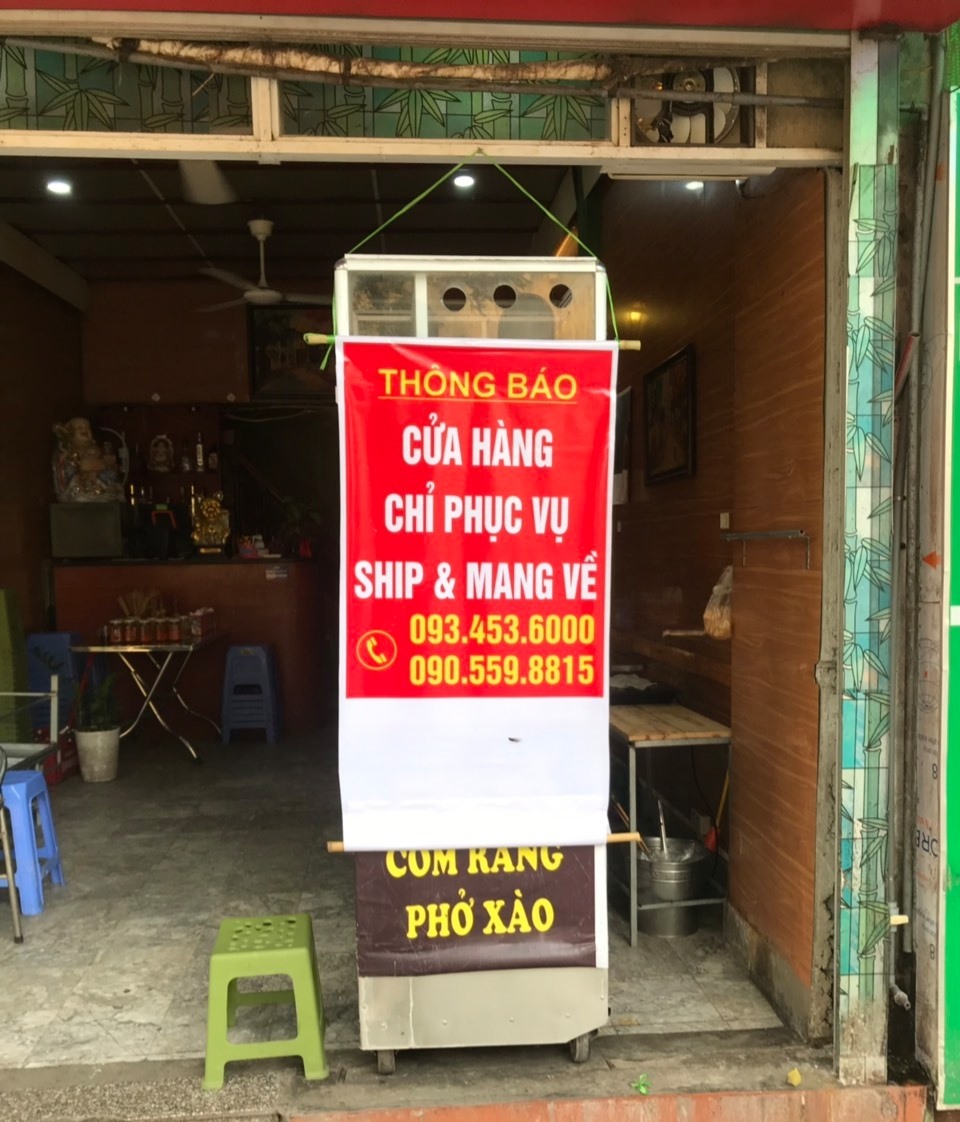 THÔNG BÁO
CỬA HÀNG
CHỈ PHỤC VỤ
SHIP & MANG VỀ
093.453.6000
090.559.8815
CƠM RANG
PHỞ XÀO